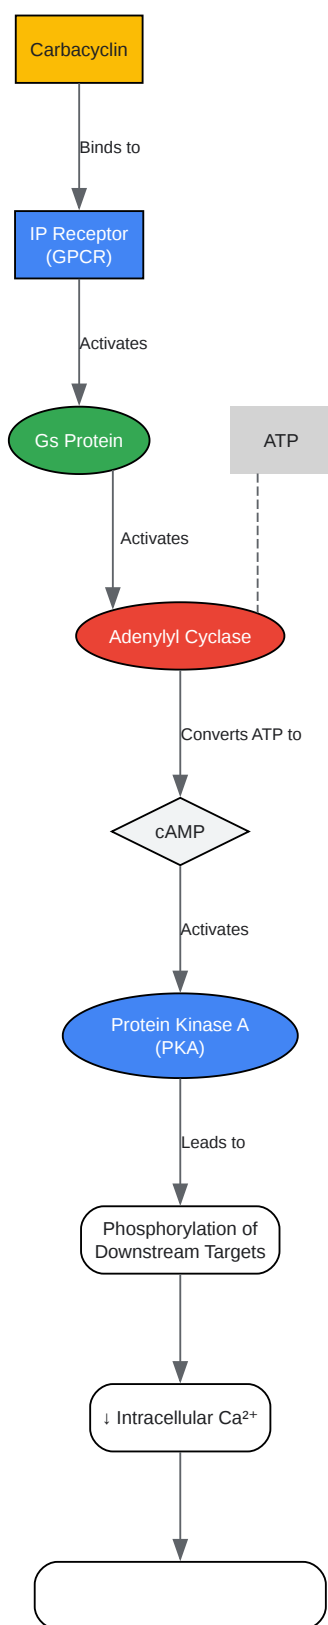 Carbacyclin
Binds to
IP Receptor
(GPCR)
Activates
Gs Protein
ATP
Activates
Adenylyl Cyclase
Converts ATP to
cAMP
Activates
Protein Kinase A
(PKA)
Leads to
Phosphorylation of
Downstream Targets
↓ Intracellular Ca²⁺